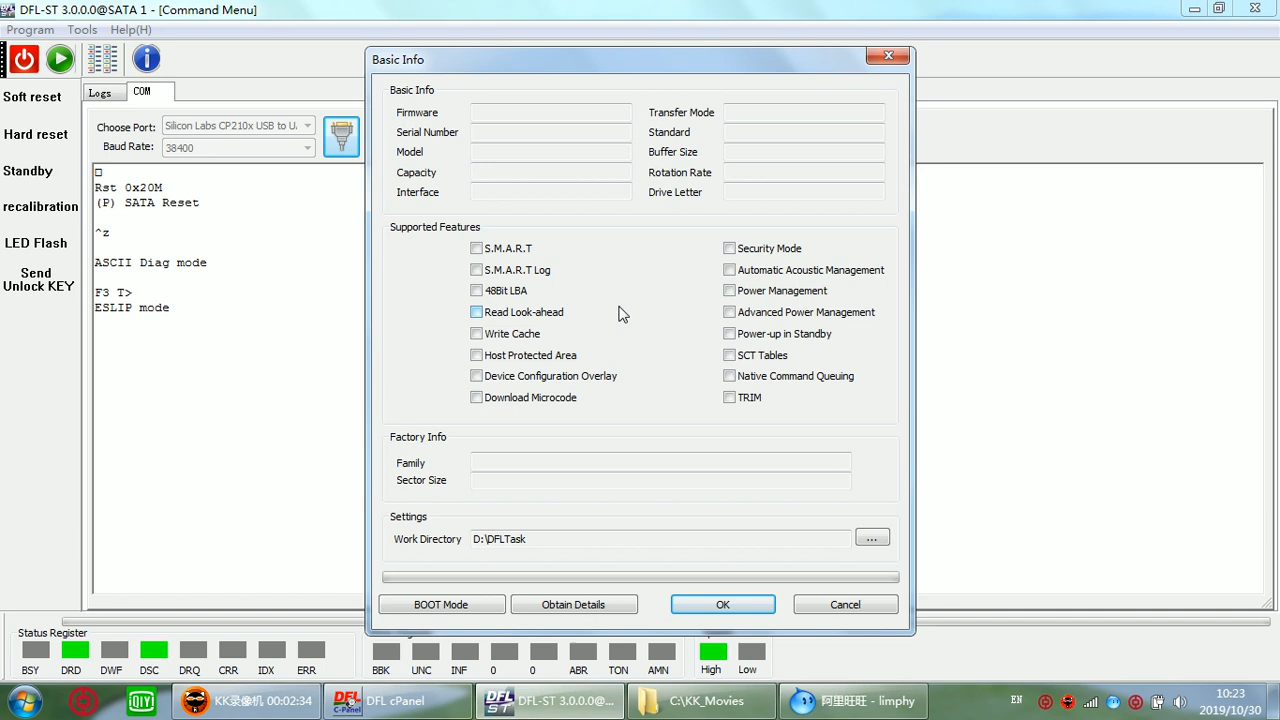 DFL-ST 3.0.0.0@SATA 1 - [Command Menu]
Program Tools Help(H)
Soft reset
Hard reset
Standby
recalibration
LED Flash
Send
Unlock KEY
Logs COM
Choose Port: Silicon Labs CP210x USB to U
Baud Rate: 38400
Rst 0x20M
(P) SATA Reset
^z
ASCII Diag mode
F3 T>
ESLIP mode
Basic Info
Basic Info
Firmware Transfer Mode
Serial Number Standard
Model Buffer Size
Capacity Rotation Rate
Interface Drive Letter
Supported Features
S.M.A.R.T Security Mode
S.M.A.R.T Log Automatic Acoustic Management
48Bit LBA Power Management
Read Look-ahead Advanced Power Management
Write Cache Power-up in Standby
Host Protected Area SCT Tables
Device Configuration Overlay Native Command Queuing
Download Microcode TRIM
Factory Info
Family
Sector Size
Settings
Work Directory D:\DFLTask ...
BOOT Mode Obtain Details OK Cancel
Status Register
BSY DRD DWF DSC DRQ CRR IDX ERR BBK UNC INF 0 0 ABR TON AMN High Low
iDIY KK录像机 00:02:34 DFL C-Panel DFL cPanel DFL ST DFL-ST 3.0.0.0@... C:\KK_Movies 阿里旺旺 - limphy EN 10:23
2019/10/30